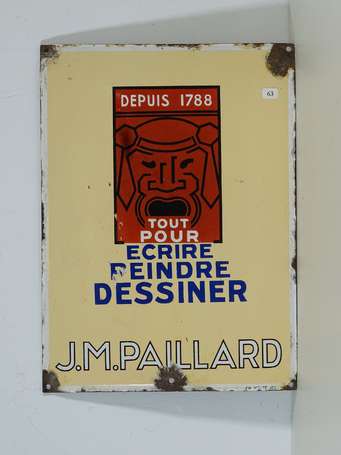 DEPUIS 1788
63
TOUT
POUR
ECRIRE
PEINDRE
DESSINER
J.M.PAILLARD